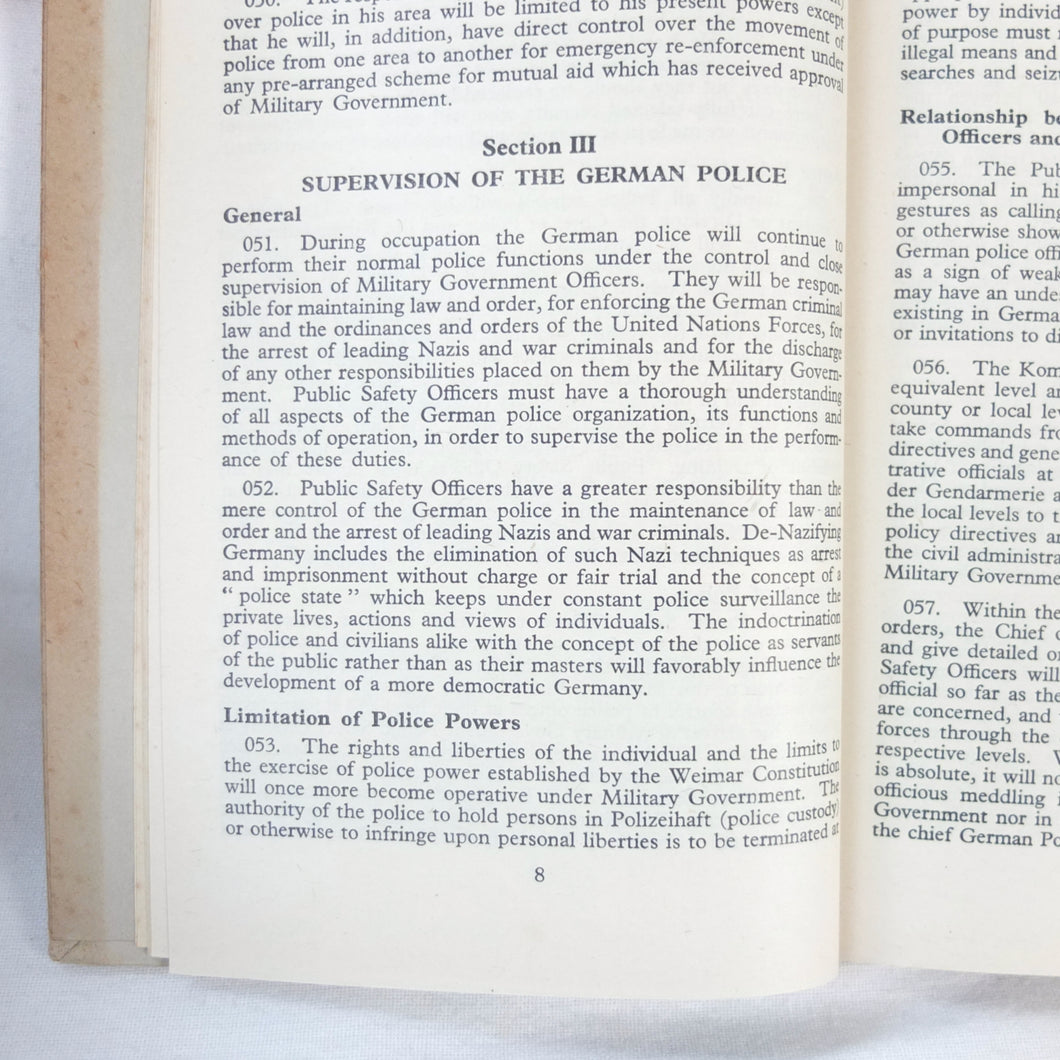 over police in his area will be limited to his present powers except
that he will, in addition, have direct control over the movement of
police from one area to another for emergency re-enforcement under
any pre-arranged scheme for mutual aid which has received approval
of Military Government.
Section III
SUPERVISION OF THE GERMAN POLICE
General
051. During occupation the German police will continue to
perform their normal police functions under the control and close
supervision of Military Government Officers. They will be respon-
sible for maintaining law and order, for enforcing the German criminal
law and the ordinances and orders of the United Nations Forces, for
the arrest of leading Nazis and war criminals and for the discharge
of any other responsibilities placed on them by the Military Govern-
ment. Public Safety Officers must have a thorough understanding
of all aspects of the German police organization, its functions and
methods of operation, in order to supervise the police in the perform-
ance of these duties.
052. Public Safety Officers have a greater responsibility than the
mere control of the German police in the maintenance of law and
order and the arrest of leading Nazis and war criminals. De-Nazifying
Germany includes the elimination of such Nazi techniques as arrest
and imprisonment without charge or fair trial and the concept of a
“ police state ” which keeps under constant police surveillance the
private lives, actions and views of individuals. The indoctrination
of police and civilians alike with the concept of the police as servants
of the public rather than as their masters will favorably influence the
development of a more democratic Germany.
Limitation of Police Powers
053. The rights and liberties of the individual and the limits to
the exercise of police power established by the Weimar Constitution
will once more become operative under Military Government. The
authority of the police to hold persons in Polizeihaft (police custody)
or otherwise to infringe upon personal liberties is to be terminated at
8
power by
of purpose must
illegal means and
searches and
Relationship
Officers and
055. The
impersonal in
gestures as calling
or otherwise show
German police
as a sign of
may have an
existing in
or invitations to
056. The
equivalent level
county or local
take commands
directives and
trative officials at
der Gendarmerie
the local levels to
policy directives
the civil
Military
057. Within the
orders, the Chief
and give detailed
Safety Officers will
official so far as the
are concerned, and
forces through the
respective levels.
is absolute, it will
officious meddling
Government nor in
the chief German